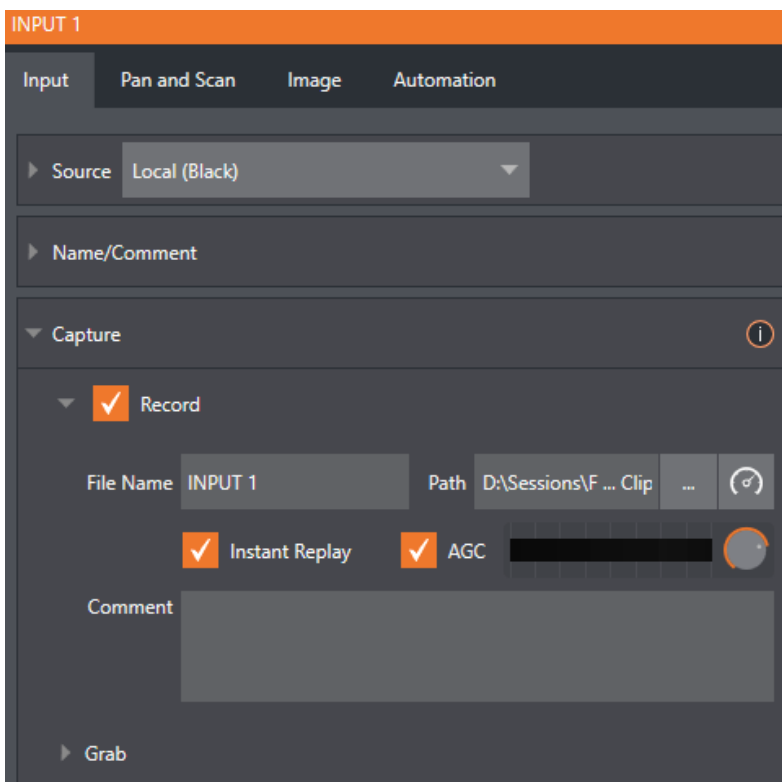 INPUT 1
Input Pan and Scan Image Automation
Source Local (Black)
Name/Comment
Capture i
Record
File Name INPUT 1 Path D:\Sessions\F ... Clip ...
Instant Replay AGC
Comment
Grab